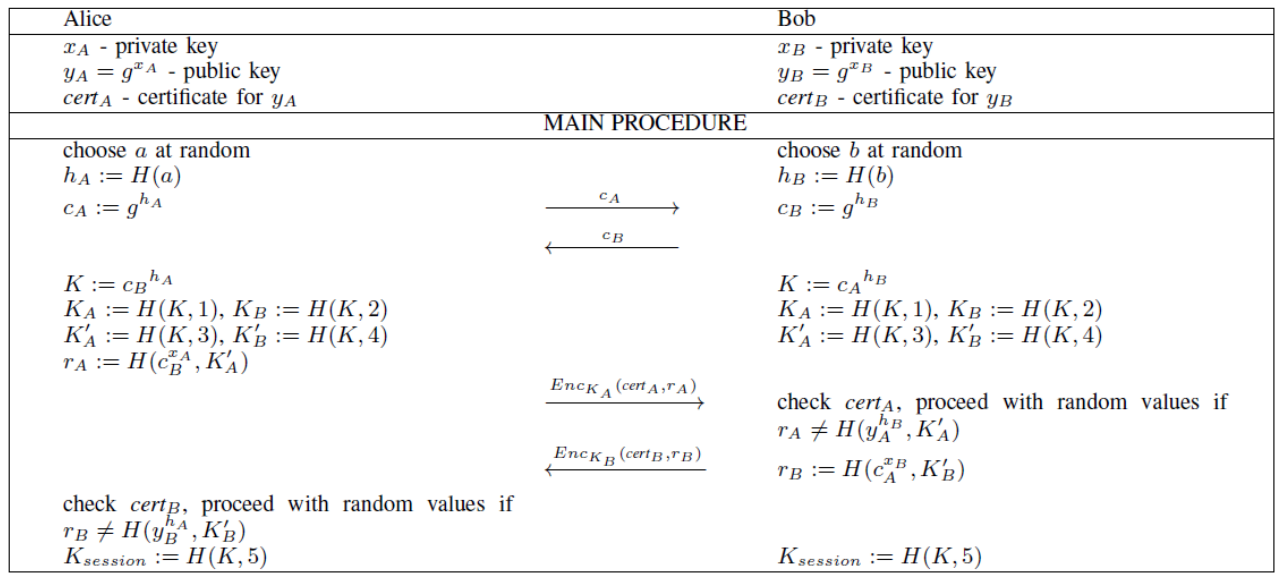 Alice Bob
x_A - private key x_B - private key
y_A = g^{x_A} - public key y_B = g^{x_B} - public key
cert_A - certificate for y_A cert_B - certificate for y_B
MAIN PROCEDURE
choose a at random choose b at random
h_A := H(a) h_B := H(b)
c_A := g^{h_A} c_A c_B := g^{h_B}
c_B
K := c_B^{h_A} K := c_A^{h_B}
K_A := H(K, 1), K_B := H(K, 2) K_A := H(K, 1), K_B := H(K, 2)
K'_A := H(K, 3), K'_B := H(K, 4) K'_A := H(K, 3), K'_B := H(K, 4)
r_A := H(c_B^{x_A}, K'_A)
Enc_{K_A}(cert_A,r_A)
check cert_A, proceed with random values if
r_A ≠ H(y_A^{h_B}, K'_A)
Enc_{K_B}(cert_B,r_B) r_B := H(c_A^{x_B}, K'_B)
check cert_B, proceed with random values if
r_B ≠ H(y_B^{h_A}, K'_B)
K_{session} := H(K, 5) K_{session} := H(K, 5)